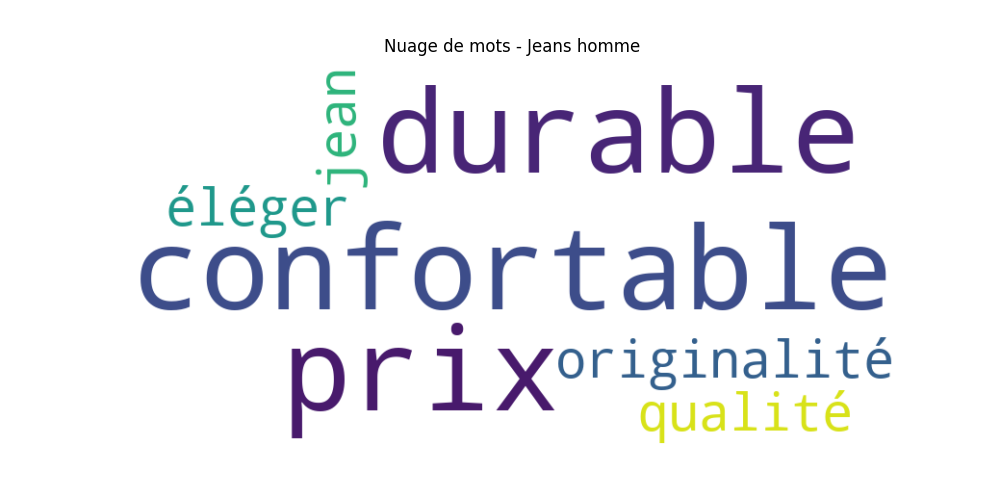 Nuage de mots - Jeans homme
jean
durable
éléger
confortable
prix
originalité
qualité